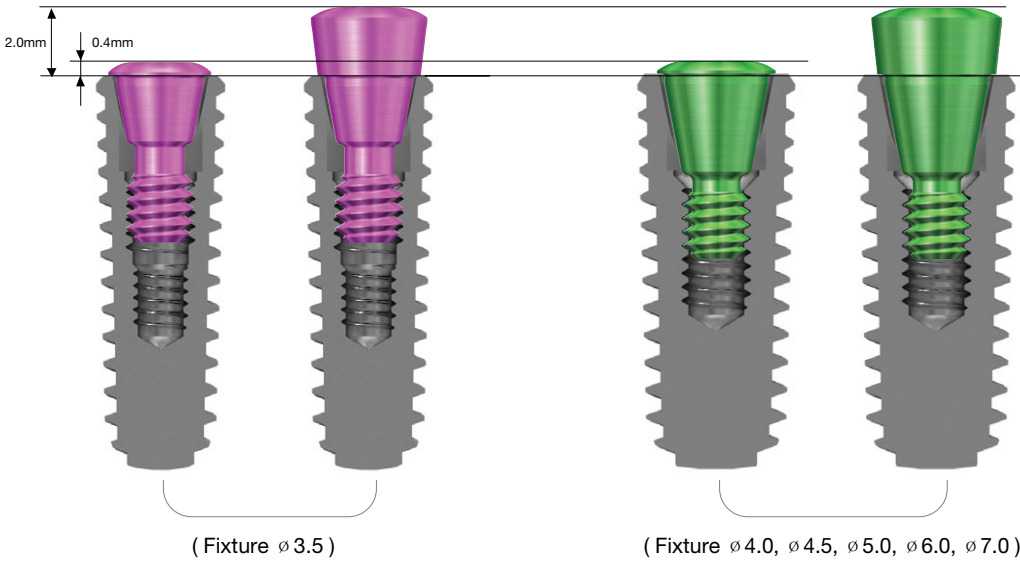 2.0mm
0.4mm
( Fixture ø3.5 )
( Fixture ø4.0, ø4.5, ø5.0, ø6.0, ø7.0 )